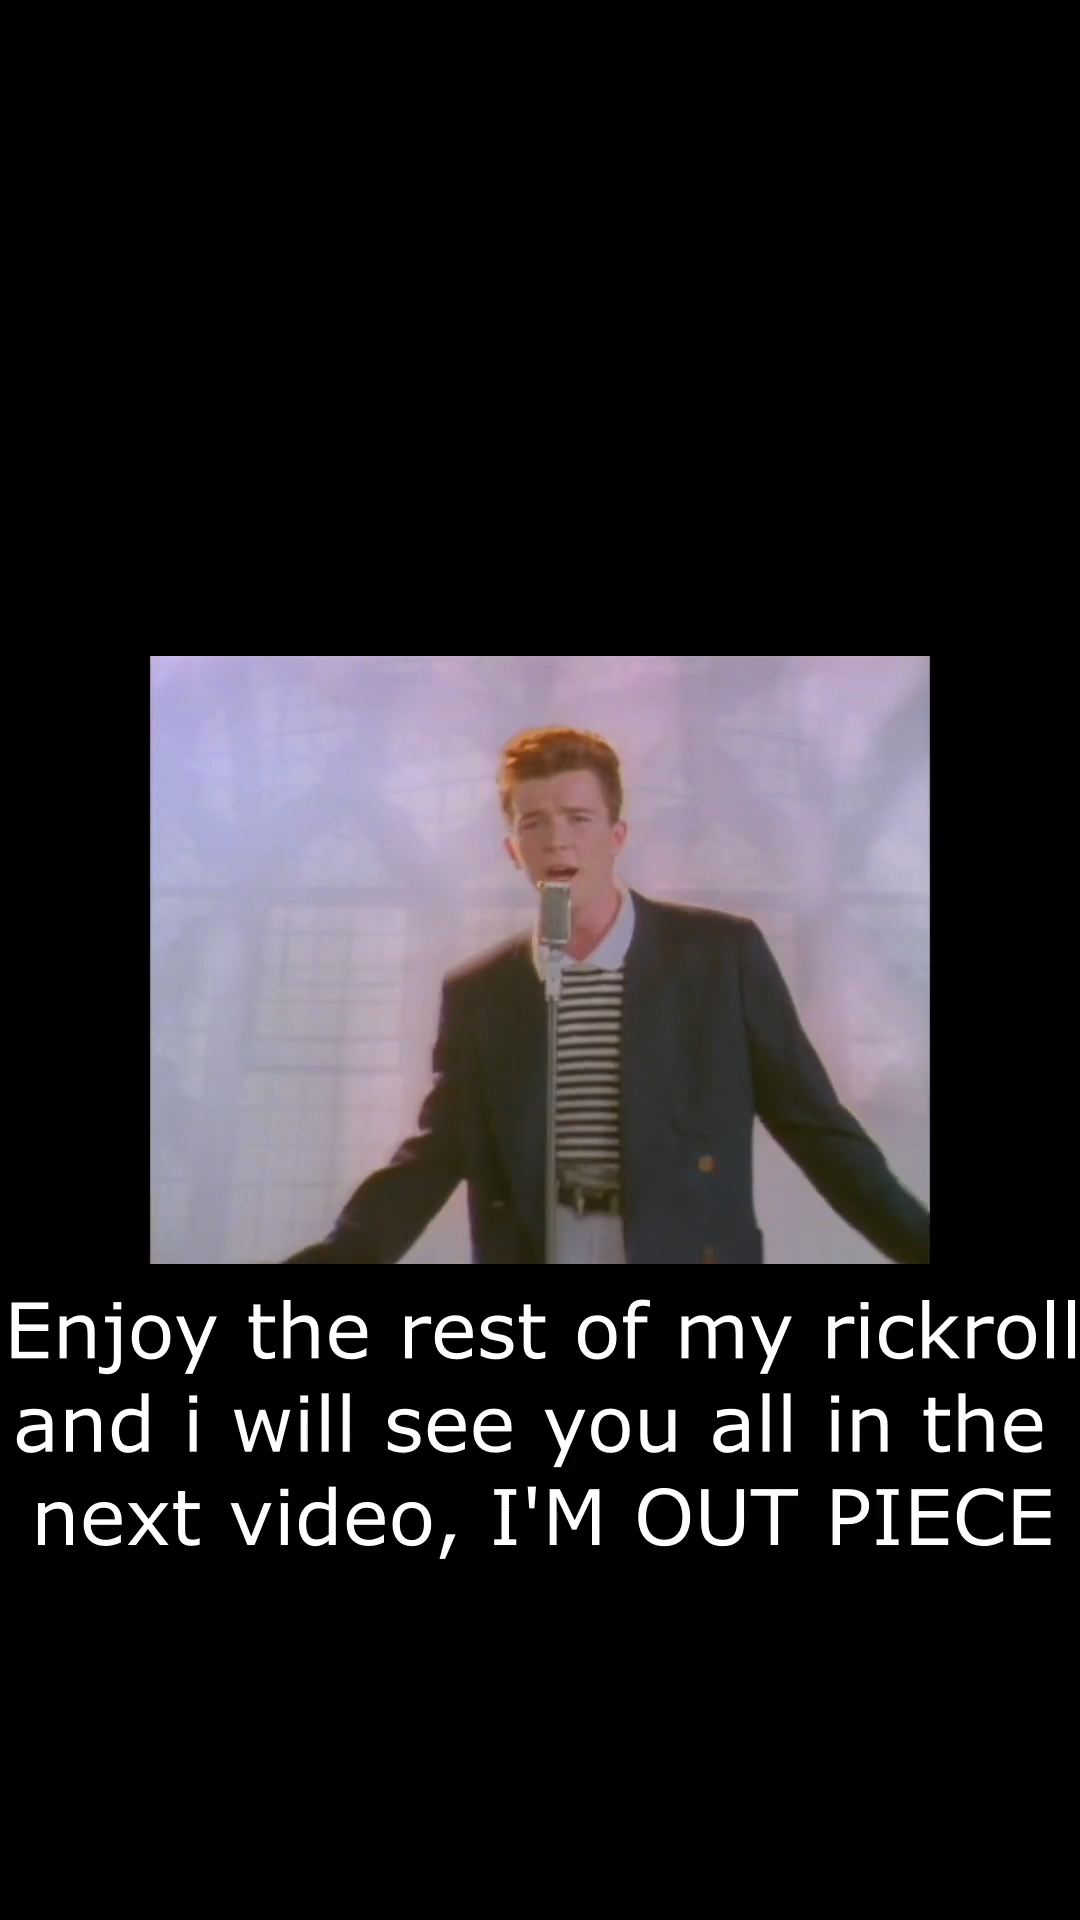 Enjoy the rest of my rickroll
and i will see you all in the
next video, I'M OUT PIECE